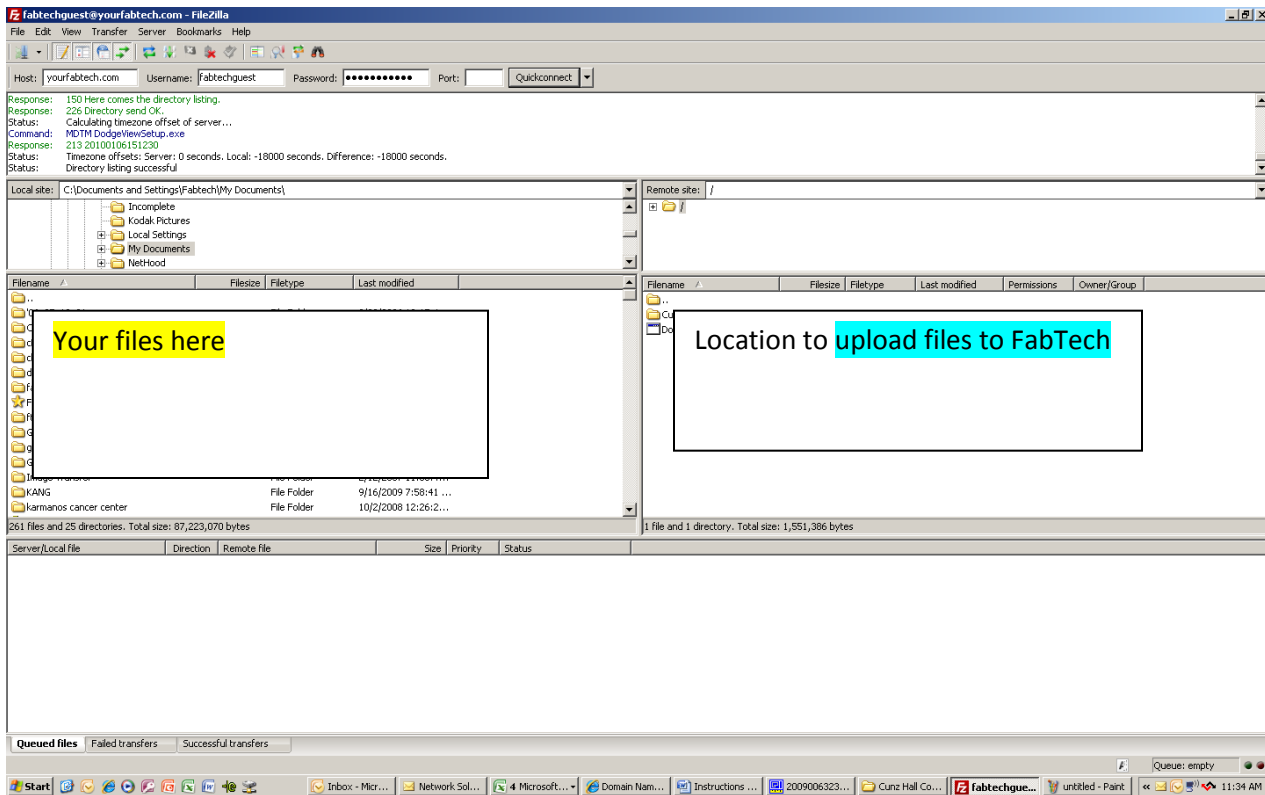 fabtechguest@yourfabtech.com - FileZilla
File Edit View Transfer Server Bookmarks Help
Host: yourfabtech.com Username: fabtechguest Password: ●●●●●●●●●●● Port: Quickconnect
Response: 150 Here comes the directory listing.
Response: 226 Directory send OK.
Status: Calculating timezone offset of server...
Command: MDTM DodgeViewSetup.exe
Response: 213 20100106151230
Status: Timezone offsets: Server: 0 seconds. Local: -18000 seconds. Difference: -18000 seconds.
Status: Directory listing successful
Local site: C:\Documents and Settings\Fabtech\My Documents\
Incomplete
Kodak Pictures
Local Settings
My Documents
NetHood
Remote site: /
/
Filename Filesize Filetype Last modified
..
Your files here
Image Transfer
KANG File Folder 9/16/2009 7:58:41 ...
karmanos cancer center File Folder 10/2/2008 12:26:2...
261 files and 25 directories. Total size: 87,223,070 bytes
Filename Filesize Filetype Last modified Permissions Owner/Group
..
Location to upload files to FabTech
1 file and 1 directory. Total size: 1,551,386 bytes
Server/Local file Direction Remote file Size Priority Status
Queued files Failed transfers Successful transfers
Queue: empty
Start Inbox - Micr... Network Sol... 4 Microsoft... Domain Nam... Instructions ... 2009006323... Cunz Hall Co... fabtechgue... untitled - Paint « 11:34 AM